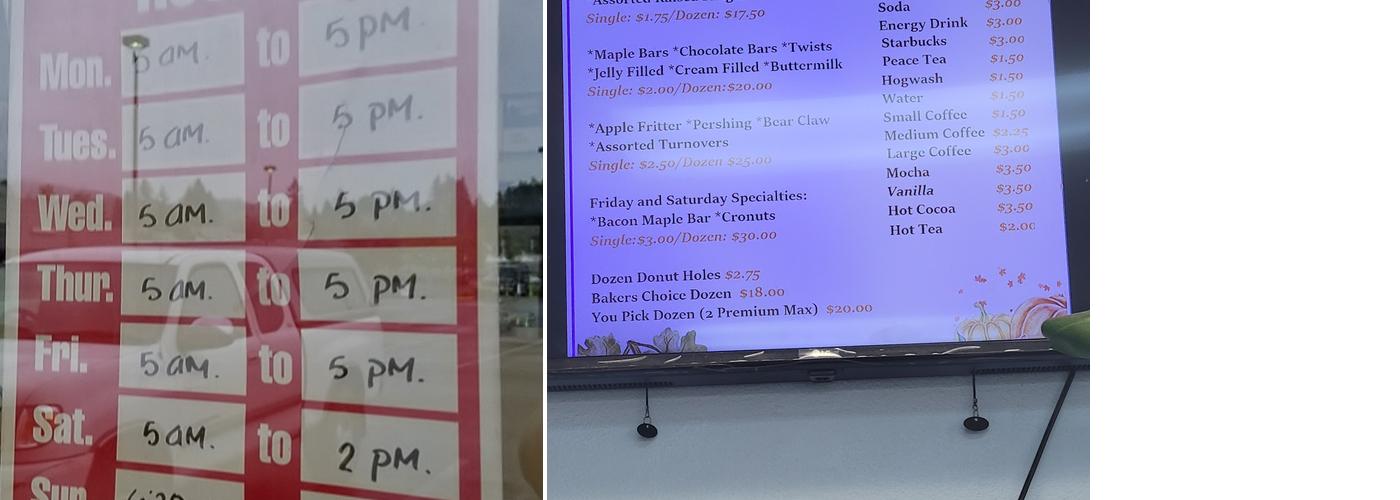 Mon. 5 am. to 5 pm.
Tues. 5 am. to 5 pm.
Wed. 5 am. to 5 pm.
Thur. 5 am. to 5 pm.
Fri. 5 am. to 5 pm.
Sat. 5 am. to 2 pm.
Sun
Single: $1.75/Dozen: $17.50
*Maple Bars *Chocolate Bars *Twists
*Jelly Filled *Cream Filled *Buttermilk
Single: $2.00/Dozen:$20.00
*Apple Fritter *Pershing *Bear Claw
*Assorted Turnovers
Single: $2.50/Dozen $25.00
Friday and Saturday Specialties:
*Bacon Maple Bar *Cronuts
Single:$3.00/Dozen: $30.00
Dozen Donut Holes $2.75
Bakers Choice Dozen $18.00
You Pick Dozen (2 Premium Max) $20.00
Soda $3.00
Energy Drink $3.00
Starbucks $3.00
Peace Tea $1.50
Hogwash $1.50
Water $1.50
Small Coffee $1.50
Medium Coffee $2.25
Large Coffee $3.00
Mocha $3.50
Vanilla $3.50
Hot Cocoa $3.50
Hot Tea $2.00